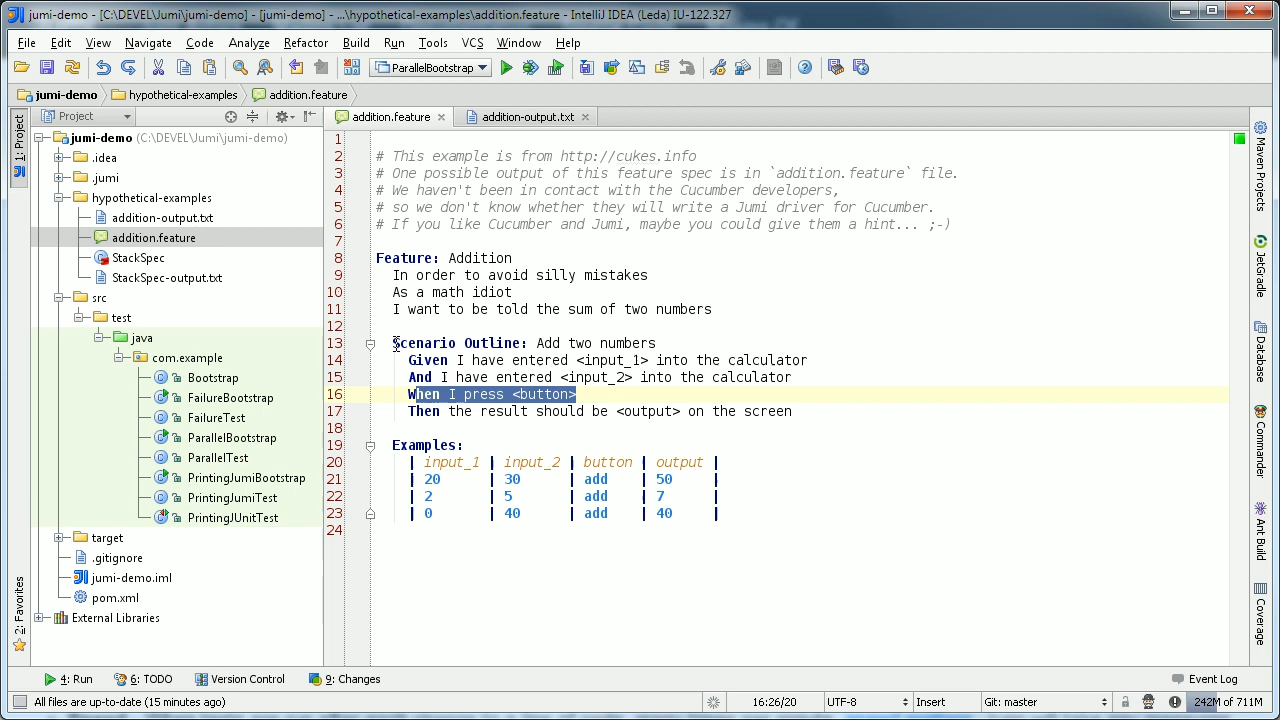 jumi-demo - [C:\DEVEL\Jumi\jumi-demo] - [jumi-demo] - ...\hypothetical-examples\addition.feature - IntelliJ IDEA (Leda) IU-122.327
File Edit View Navigate Code Analyze Refactor Build Run Tools VCS Window Help
ParallelBootstrap
jumi-demo hypothetical-examples addition.feature
Project
addition.feature addition-output.txt
1: Project
2: Favorites
jumi-demo (C:\DEVEL\Jumi\jumi-demo)
.idea
.jumi
hypothetical-examples
addition-output.txt
addition.feature
StackSpec
StackSpec-output.txt
src
test
java
com.example
Bootstrap
FailureBootstrap
FailureTest
ParallelBootstrap
ParallelTest
PrintingJumiBootstrap
PrintingJumiTest
PrintingJUnitTest
target
.gitignore
jumi-demo.iml
pom.xml
External Libraries
1
2 # This example is from http://cukes.info
3 # One possible output of this feature spec is in `addition.feature` file.
4 # We haven't been in contact with the Cucumber developers,
5 # so we don't know whether they will write a Jumi driver for Cucumber.
6 # If you like Cucumber and Jumi, maybe you could give them a hint... ;-)
7
8 Feature: Addition
9 In order to avoid silly mistakes
10 As a math idiot
11 I want to be told the sum of two numbers
12
13 Scenario Outline: Add two numbers
14 Given I have entered <input_1> into the calculator
15 And I have entered <input_2> into the calculator
16 When I press <button>
17 Then the result should be <output> on the screen
18
19 Examples:
20 | input_1 | input_2 | button | output |
21 | 20 | 30 | add | 50 |
22 | 2 | 5 | add | 7 |
23 | 0 | 40 | add | 40 |
24
Maven Projects
JetGradle
Database
Commander
Ant Build
Coverage
4: Run 6: TODO Version Control 9: Changes Event Log
All files are up-to-date (15 minutes ago) 16:26/20 UTF-8 Insert Git: master 242M of 711M